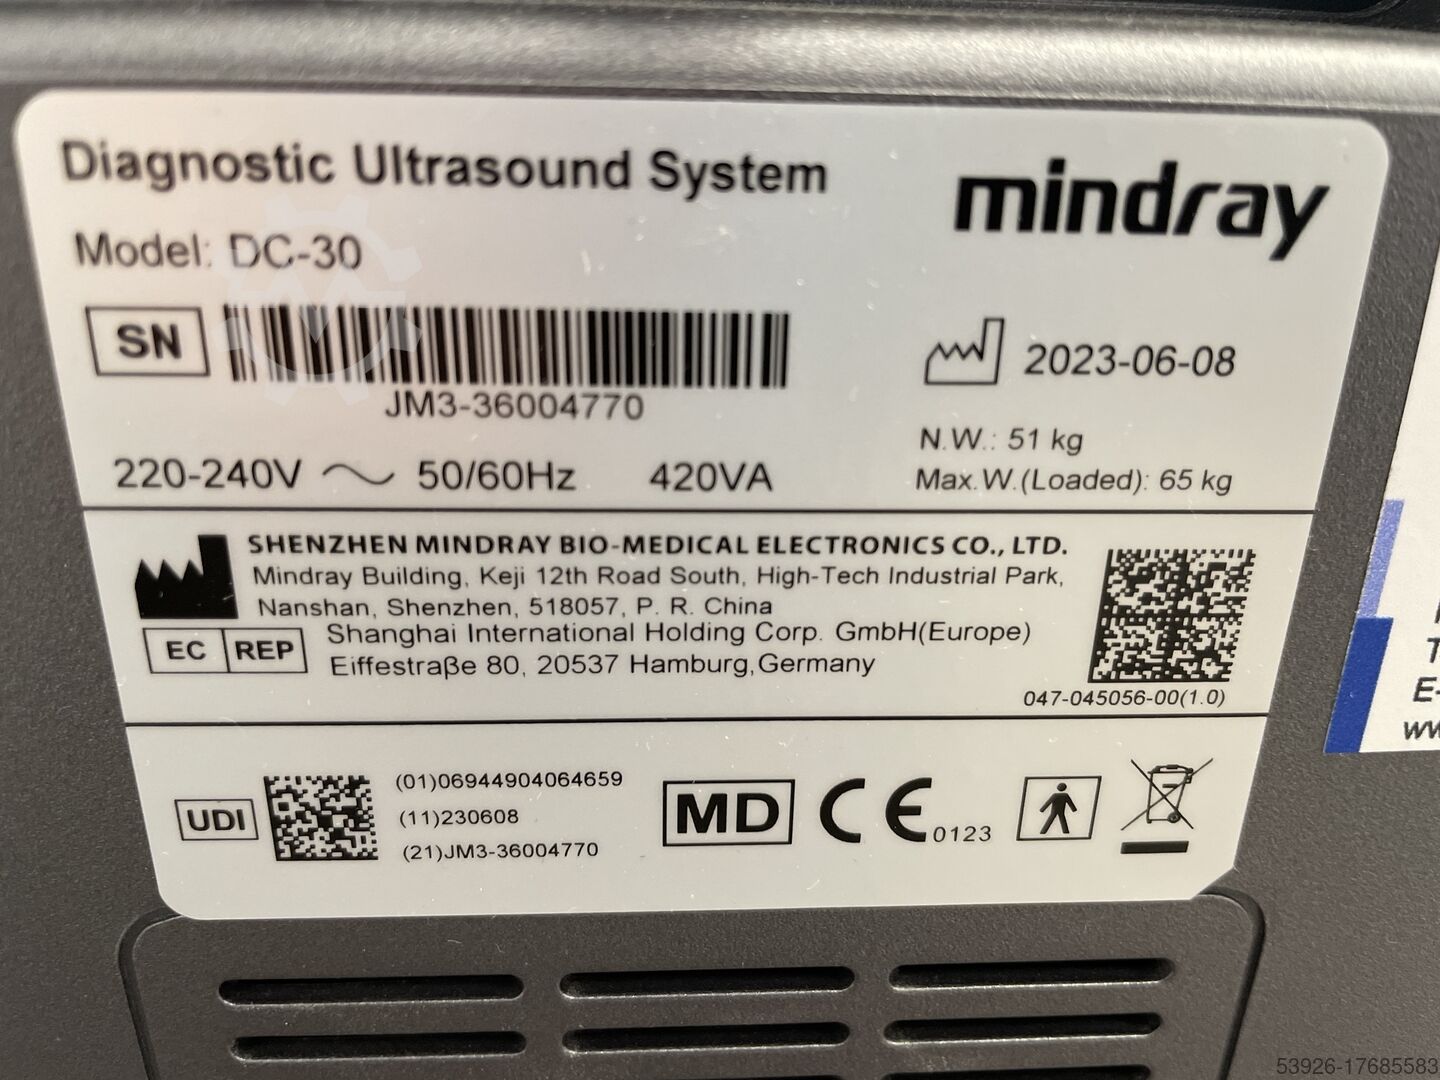 Diagnostic Ultrasound System
mindray
Model: DC-30
SN
JM3-36004770
2023-06-08
N.W.: 51 kg
220-240V 50/60Hz 420VA
Max.W.(Loaded): 65 kg
SHENZHEN MINDRAY BIO-MEDICAL ELECTRONICS CO., LTD.
Mindray Building, Keji 12th Road South, High-Tech Industrial Park,
Nanshan, Shenzhen, 518057, P. R. China
EC REP
Shanghai International Holding Corp. GmbH(Europe)
Eiffestraße 80, 20537 Hamburg,Germany
047-045056-00(1.0)
UDI
(01)06944904064659
(11)230608
(21)JM3-36004770
MD
CE 0123
E-
53926-17685583